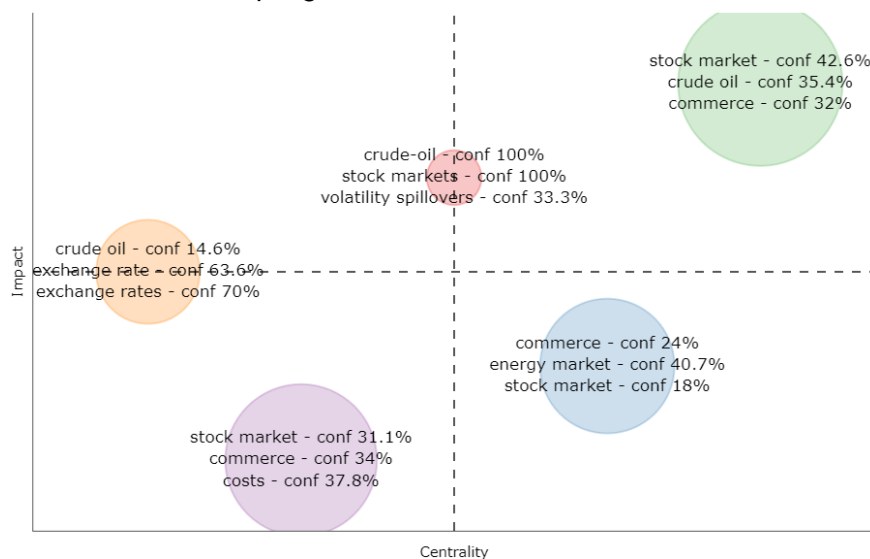 stock market - conf 42.6%
crude oil - conf 35.4%
commerce - conf 32%
crude-oil - conf 100%
stock markets - conf 100%
volatility spillovers - conf 33.3%
crude oil - conf 14.6%
exchange rate - conf 63.6%
exchange rates - conf 70%
Impact
commerce - conf 24%
energy market - conf 40.7%
stock market - conf 18%
stock market - conf 31.1%
commerce - conf 34%
costs - conf 37.8%
Centrality